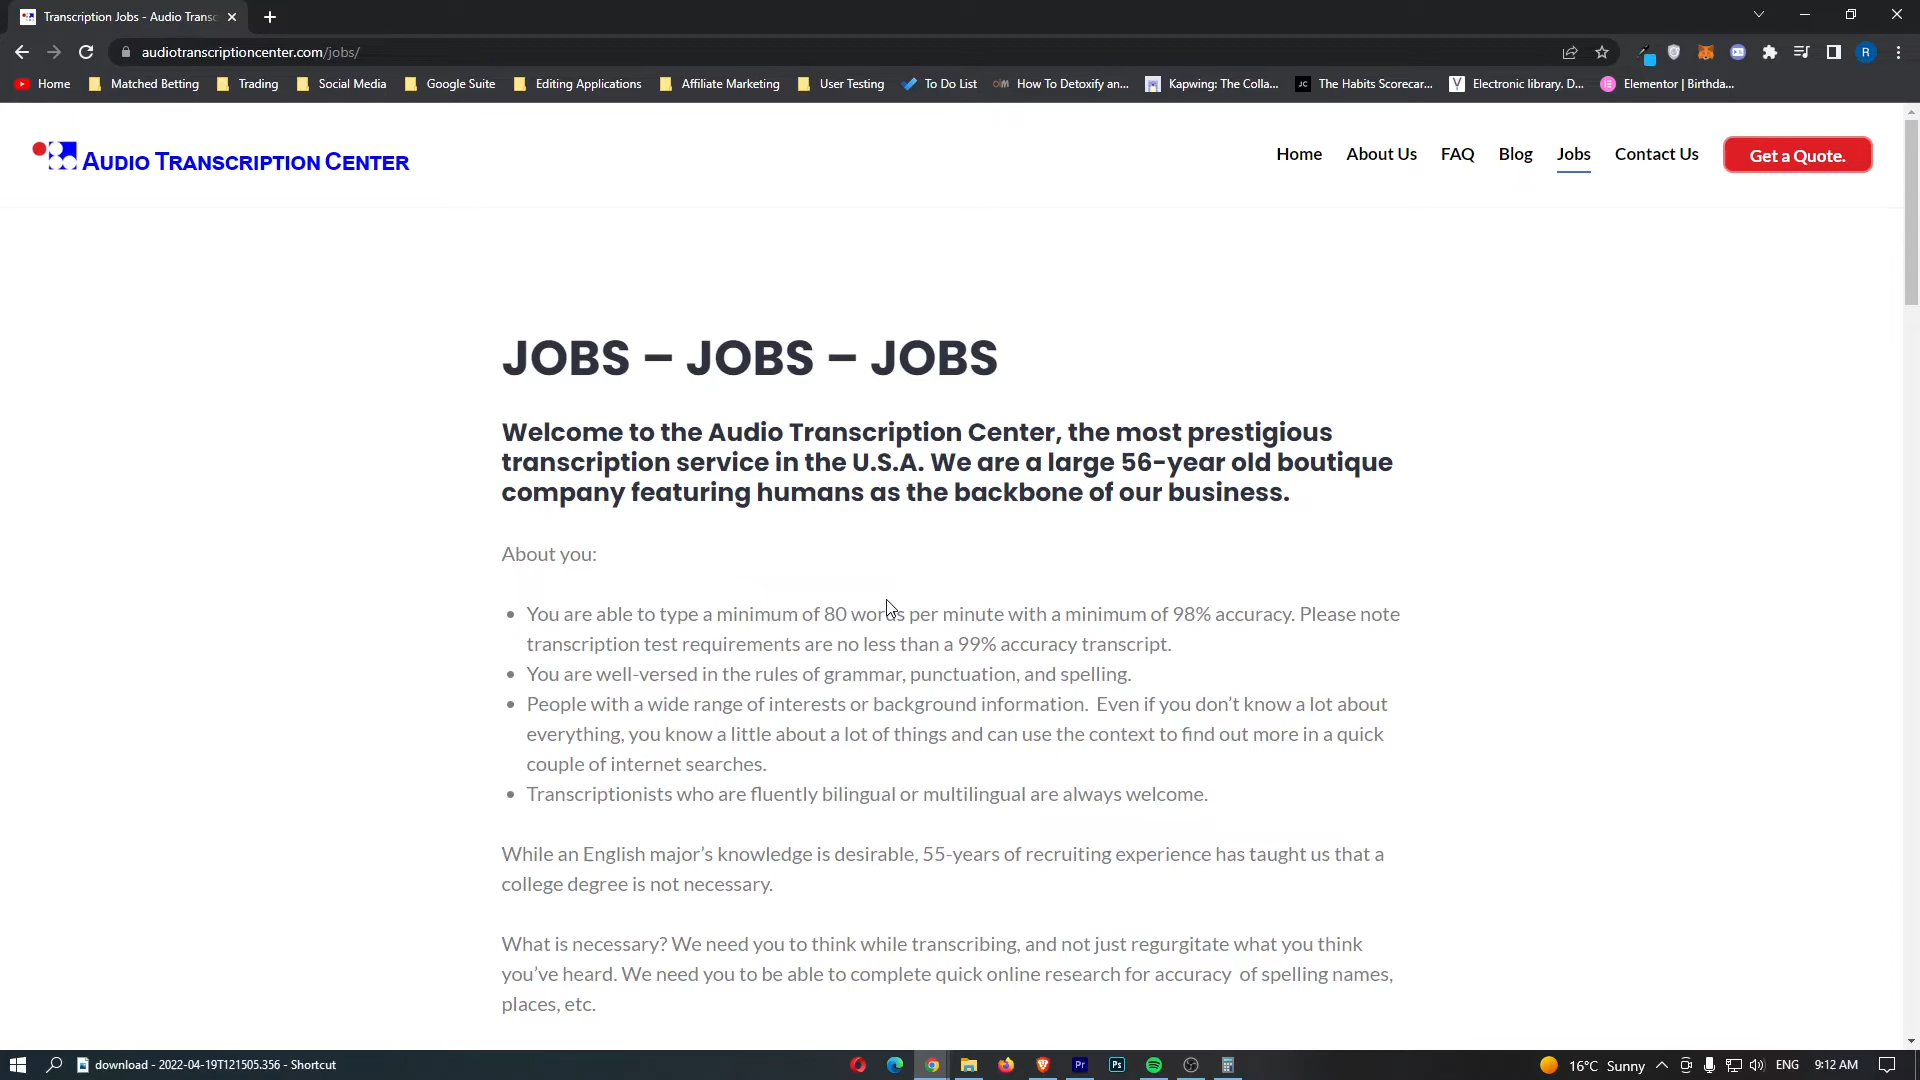 Transcription Jobs - Audio Transc
audiotranscriptioncenter.com/jobs/
R
Home
Matched Betting
Trading
Social Media
Google Suite
Editing Applications
Affiliate Marketing
User Testing
To Do List
How To Detoxify an...
Kapwing: The Colla...
JC
The Habits Scorecar...
Electronic library. D...
Elementor | Birthda...
AUDIO TRANSCRIPTION CENTER
Home
About Us
FAQ
Blog
Jobs
Contact Us
Get a Quote.
JOBS – JOBS – JOBS
Welcome to the Audio Transcription Center, the most prestigious
transcription service in the U.S.A. We are a large 56-year old boutique
company featuring humans as the backbone of our business.
About you:
You are able to type a minimum of 80 words per minute with a minimum of 98% accuracy. Please note
transcription test requirements are no less than a 99% accuracy transcript.
You are well-versed in the rules of grammar, punctuation, and spelling.
People with a wide range of interests or background information.  Even if you don’t know a lot about
everything, you know a little about a lot of things and can use the context to find out more in a quick
couple of internet searches.
Transcriptionists who are fluently bilingual or multilingual are always welcome.
While an English major’s knowledge is desirable, 55-years of recruiting experience has taught us that a
college degree is not necessary.
What is necessary? We need you to think while transcribing, and not just regurgitate what you think
you’ve heard. We need you to be able to complete quick online research for accuracy  of spelling names,
places, etc.
download - 2022-04-19T121505.356 - Shortcut
Pr
Ps
16°C Sunny
ENG
9:12 AM